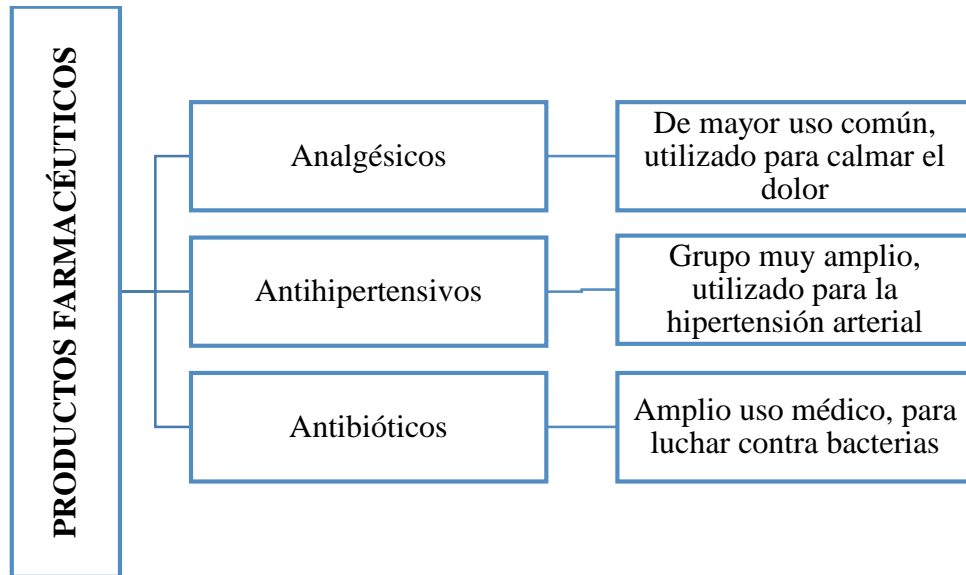 PRODUCTOS FARMACÉUTICOS
Analgésicos
De mayor uso común,
utilizado para calmar el
dolor
Antihipertensivos
Grupo muy amplio,
utilizado para la
hipertensión arterial
Antibióticos
Amplio uso médico, para
luchar contra bacterias